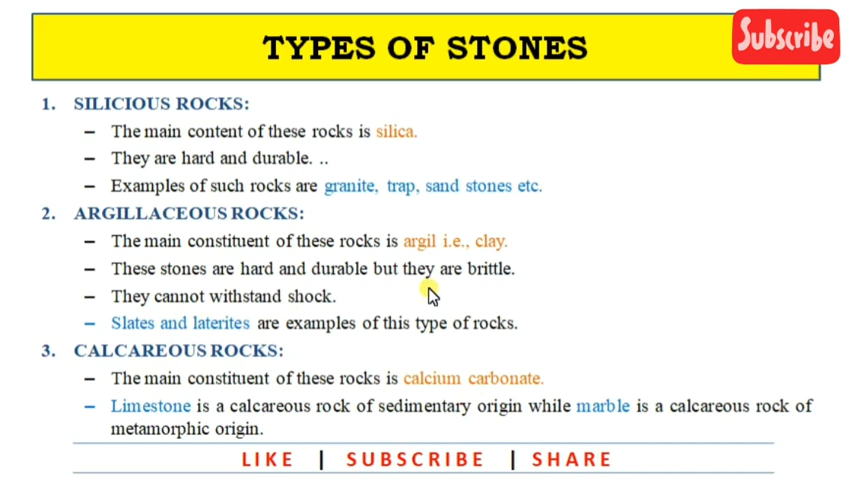 TYPES OF STONES
Subscribe
1. SILICIOUS ROCKS:
– The main content of these rocks is silica.
– They are hard and durable. ..
– Examples of such rocks are granite, trap, sand stones etc.
2. ARGILLACEOUS ROCKS:
– The main constituent of these rocks is argil i.e., clay.
– These stones are hard and durable but they are brittle.
– They cannot withstand shock.
– Slates and laterites are examples of this type of rocks.
3. CALCAREOUS ROCKS:
– The main constituent of these rocks is calcium carbonate.
– Limestone is a calcareous rock of sedimentary origin while marble is a calcareous rock of
metamorphic origin.
LIKE | SUBSCRIBE | SHARE